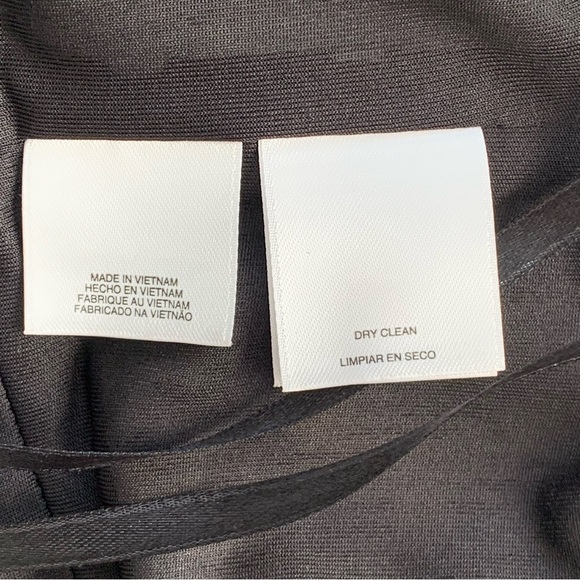 MADE IN VIETNAM
HECHO EN VIETNAM
FABRIQUE AU VIETNAM
FABRICADO NA VIETNÃO
DRY CLEAN
LIMPIAR EN SECO